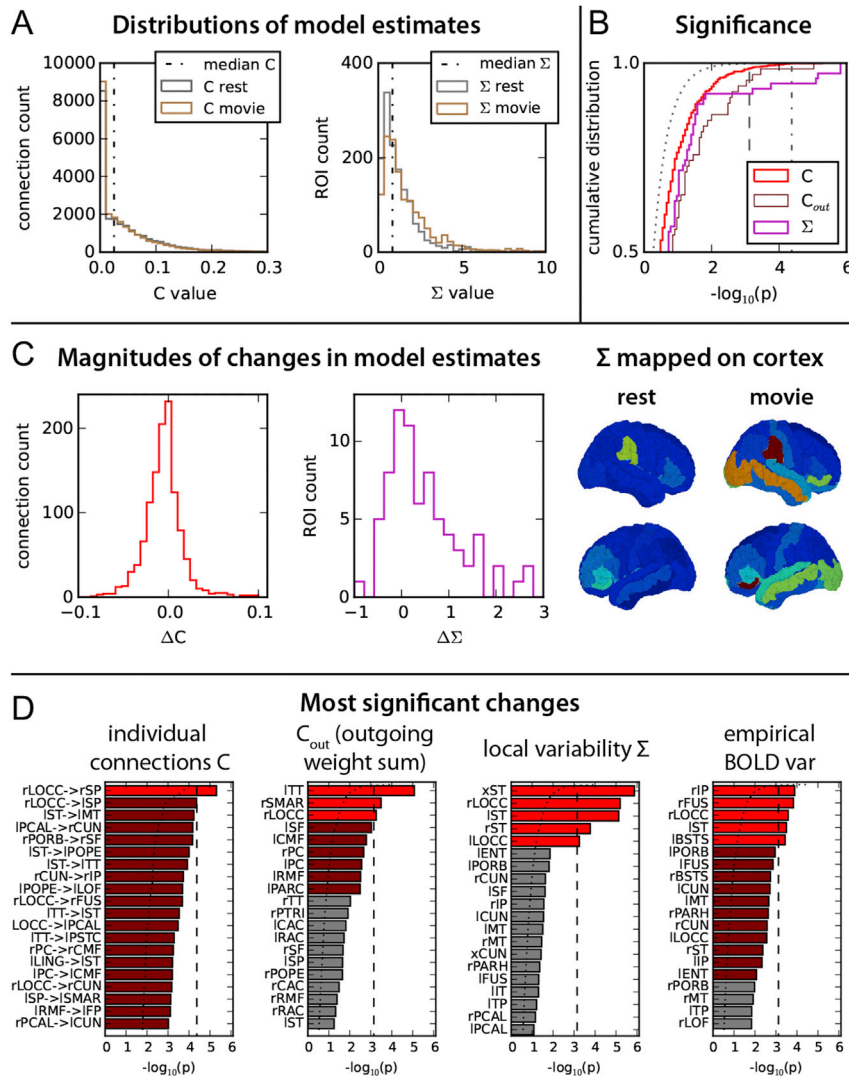 A
Distributions of model estimates
10000
8000
6000
4000
2000
0
0.0
0.1
0.2
0.3
connection count
C value
median C
C rest
C movie
400
200
0
0
5
10
ROI count
Σ value
median Σ
Σ rest
Σ movie
B
Significance
1.0
0.5
0
2
4
6
cumulative distribution
-log10(p)
C
Cout
Σ
C
Magnitudes of changes in model estimates
200
100
0
−0.1
0.0
0.1
connection count
ΔC
10
5
0
−1
0
1
2
3
ROI count
ΔΣ
Σ mapped on cortex
rest
movie
D
Most significant changes
individual
connections C
rLOCC->rSP
rLOCC->lSP
lST->lMT
lPCAL->rCUN
rPORB->rSF
lST->lPOPE
lST->lTT
rCUN->rIP
lPOPE->lLOF
rLOCC->rFUS
lTT->lST
LOCC->lPCAL
lTT->lPSTC
rPC->rCMF
lLING->lST
lPC->lCMF
rLOCC->rCUN
lSP->lSMAR
lRMF->lFP
rPCAL->lCUN
0 1 2 3 4 5 6
-log10(p)
Cout (outgoing
weight sum)
lTT
rSMAR
rLOCC
lSF
lCMF
rPC
lPC
lRMF
lPARC
rTT
rPTRI
lCAC
lRAC
rSF
lSP
rPOPE
rCAC
rRMF
rRAC
lST
0 1 2 3 4 5 6
-log10(p)
local variability Σ
xST
rLOCC
lST
rST
lLOCC
lENT
lPORB
rCUN
lSF
rIP
lCUN
lMT
rMT
xCUN
rPARH
lFUS
lIT
lTP
rPCAL
lPCAL
0 1 2 3 4 5 6
-log10(p)
empirical
BOLD var
rIP
rFUS
rLOCC
lST
lBSTS
lPORB
lFUS
rBSTS
lCUN
lMT
rPARH
rCUN
lLOCC
rST
lIP
lENT
rPORB
rMT
lTP
rLOF
0 1 2 3 4 5 6
-log10(p)